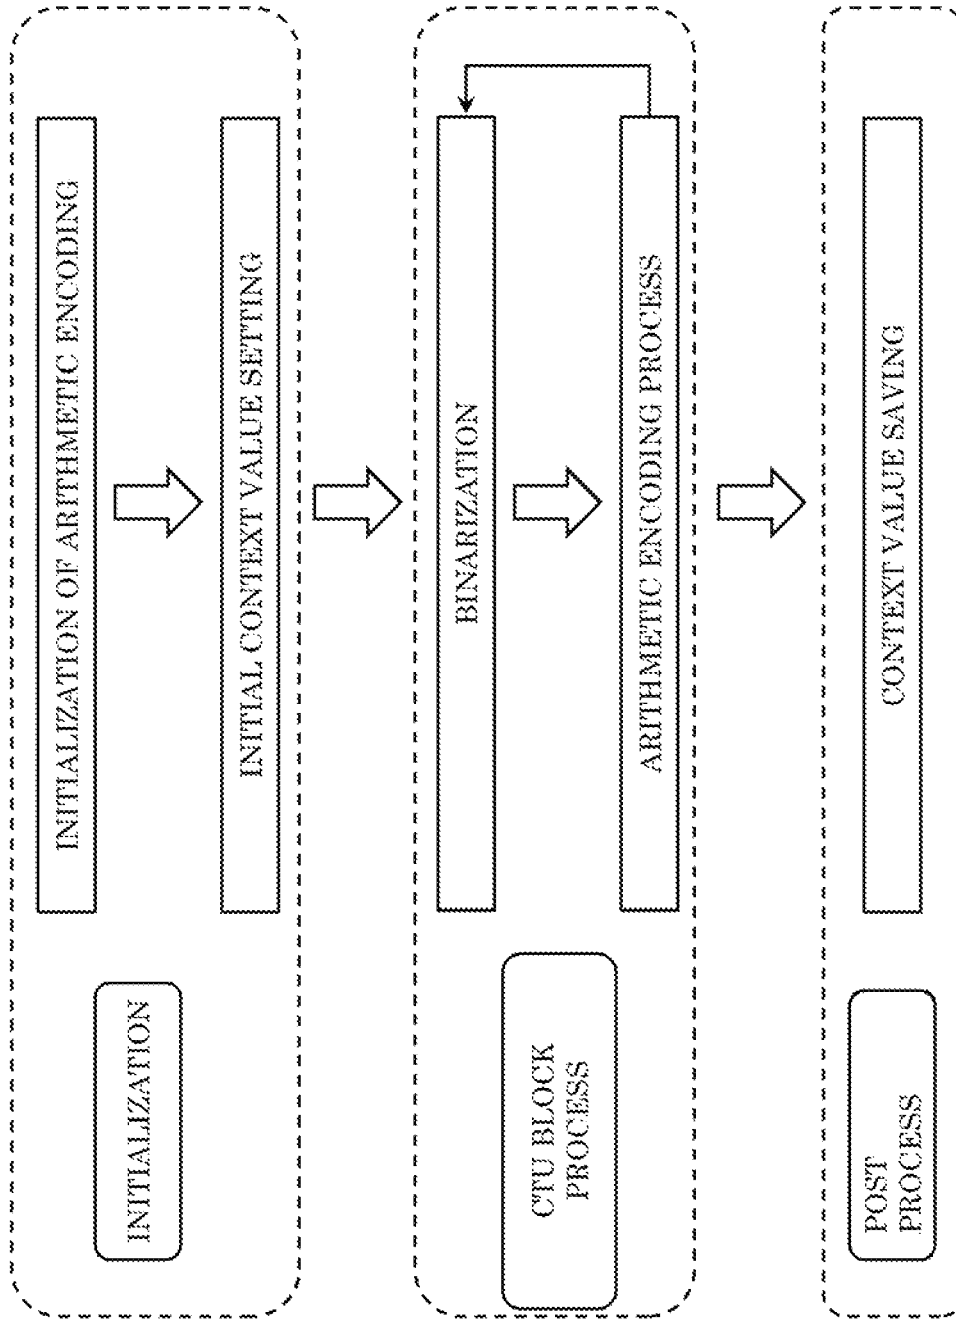 INITIALIZATION
INITIALIZATION OF ARITHMETIC ENCODING
INITIAL CONTEXT VALUE SETTING
CTU BLOCK
PROCESS
BINARIZATION
ARITHMETIC ENCODING PROCESS
POST
PROCESS
CONTEXT VALUE SAVING